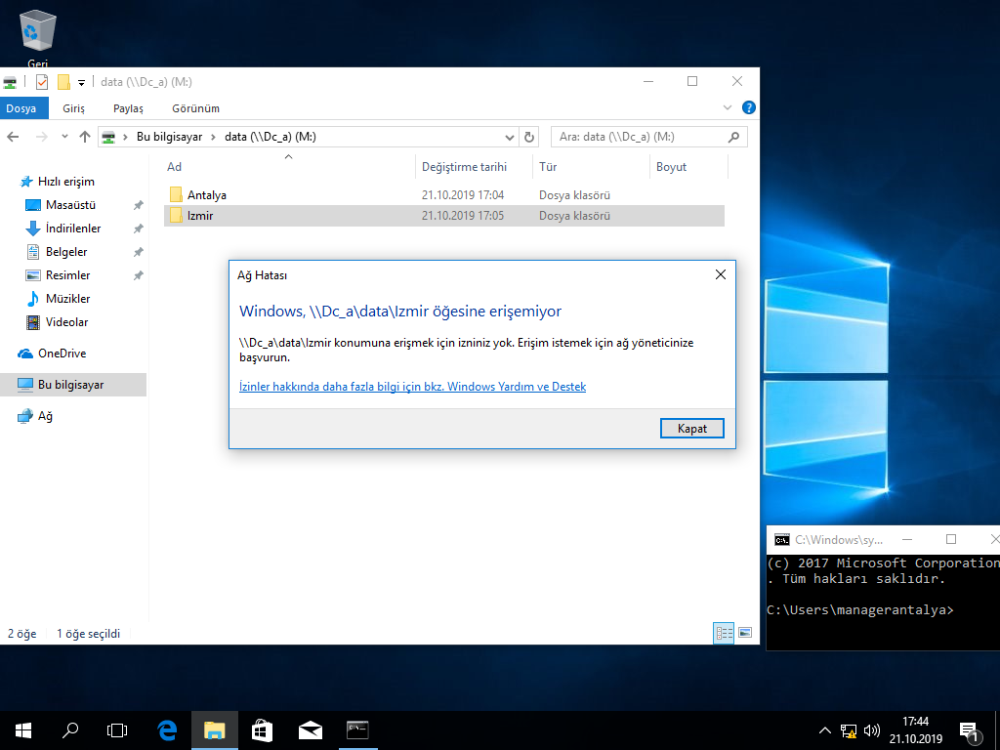 Geri
data (\\Dc_a) (M:)
Dosya
Giriş
Paylaş
Görünüm
Bu bilgisayar
data (\\Dc_a) (M:)
Ara: data (\\Dc_a) (M:)
Ad
Değiştirme tarihi
Tür
Boyut
Antalya
21.10.2019 17:04
Dosya klasörü
Izmir
21.10.2019 17:05
Dosya klasörü
Hızlı erişim
Masaüstü
İndirilenler
Belgeler
Resimler
Müzikler
Videolar
OneDrive
Bu bilgisayar
Ağ
Ağ Hatası
Windows, \\Dc_a\data\Izmir öğesine erişemiyor
\\Dc_a\data\Izmir konumuna erişmek için izniniz yok. Erişim istemek için ağ yöneticinize
başvurun.
İzinler hakkında daha fazla bilgi için bkz. Windows Yardım ve Destek
Kapat
2 öğe
1 öğe seçildi
C:\Windows\sy...
(c) 2017 Microsoft Corporation
. Tüm hakları saklıdır.
C:\Users\managerantalya>
17:44
21.10.2019
1